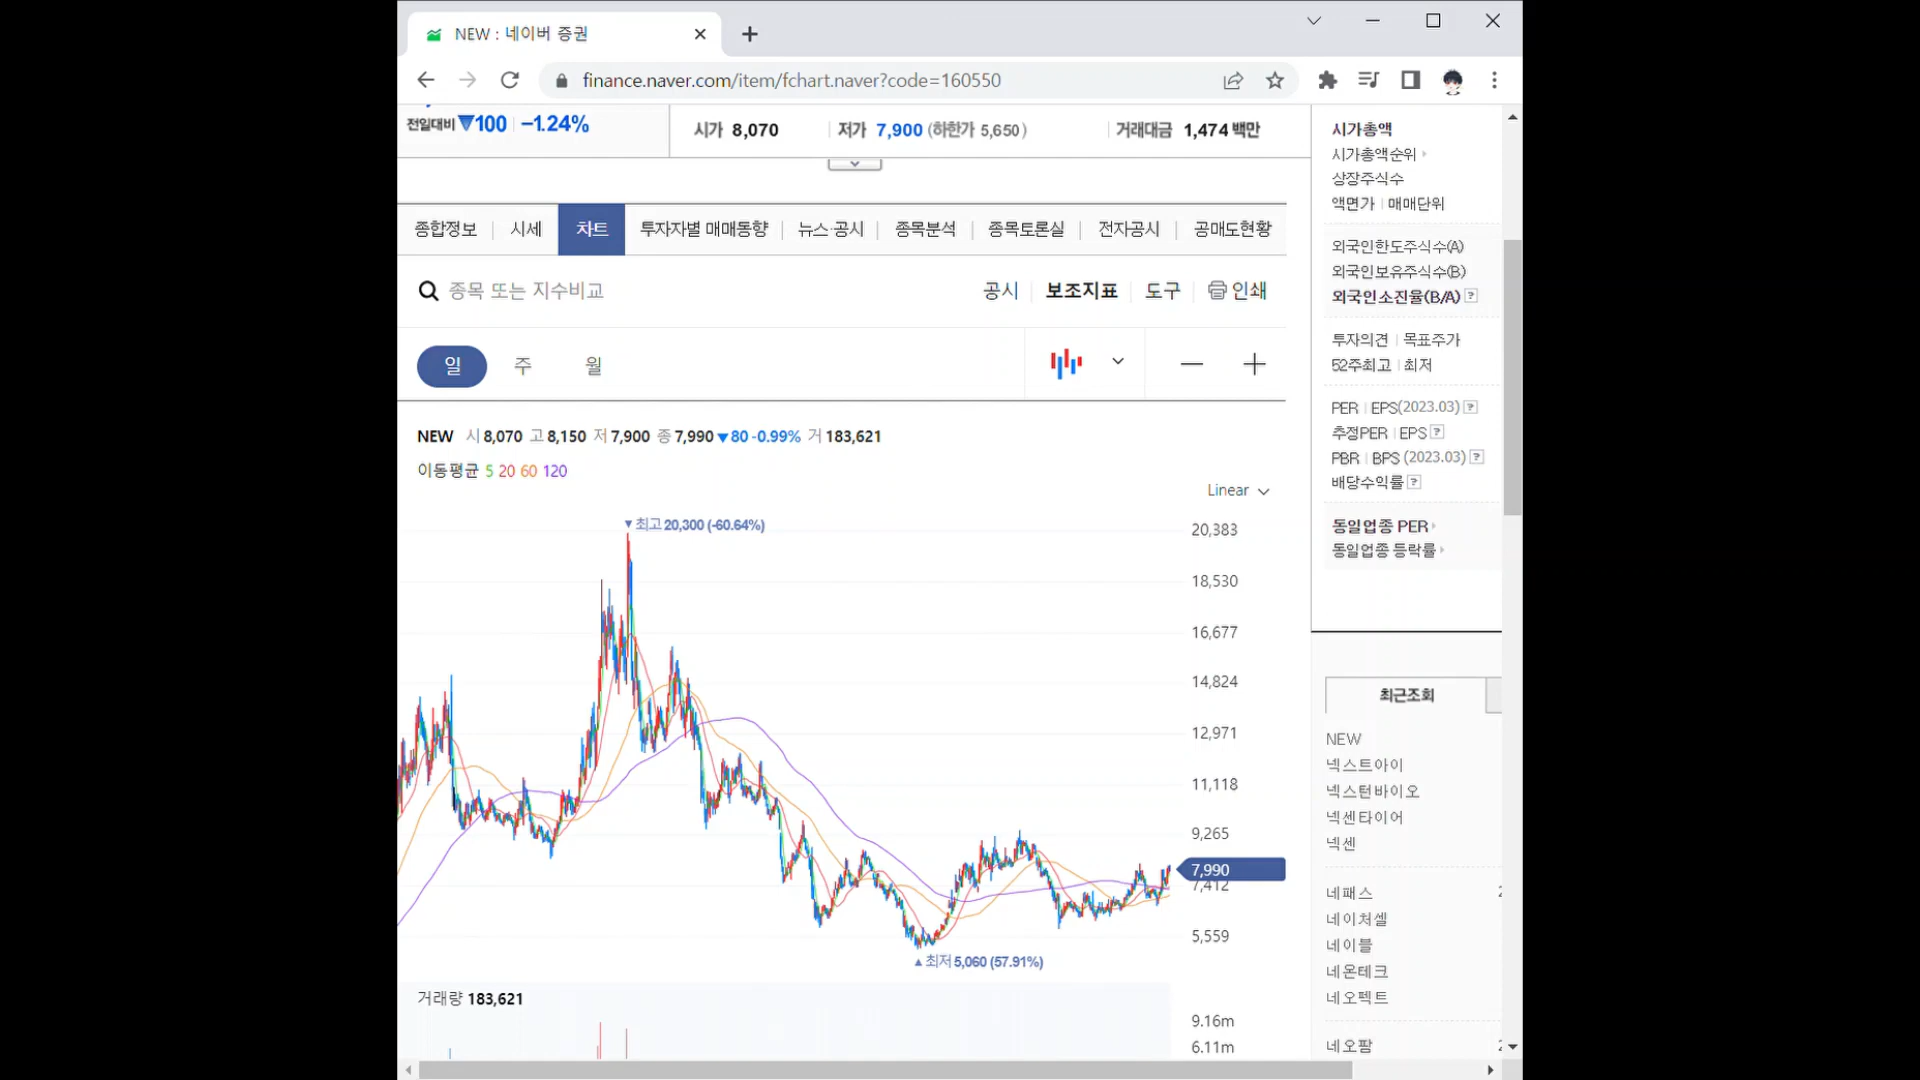 NEW : 네이버 증권
finance.naver.com/item/fchart.naver?code=160550
전일대비 ▼100 -1.24%
시가 8,070 저가 7,900 (하한가 5,650) 거래대금 1,474 백만
종합정보 시세 차트 투자자별 매매동향 뉴스·공시 종목분석 종목토론실 전자공시 공매도현황
종목 또는 지수비교
공시 보조지표 도구 인쇄
일 주 월
NEW 시 8,070 고 8,150 저 7,900 종 7,990 ▼80 -0.99% 거 183,621
이동평균 5 20 60 120
Linear
▼최고 20,300 (-60.64%)
20,383
18,530
16,677
14,824
12,971
11,118
9,265
7,990
7,412
5,559
▲최저 5,060 (57.91%)
거래량 183,621
9.16m
6.11m
시가총액
시가총액순위
상장주식수
액면가 매매단위
외국인한도주식수(A)
외국인보유주식수(B)
외국인소진율(B/A) ?
투자의견 목표주가
52주최고 최저
PER EPS(2023.03) ?
추정PER EPS ?
PBR BPS (2023.03) ?
배당수익률 ?
동일업종 PER
동일업종 등락률
최근조회
NEW
넥스트아이
넥스턴바이오
넥센타이어
넥센
네패스
네이처셀
네이블
네온테크
네오펙트
네오팜